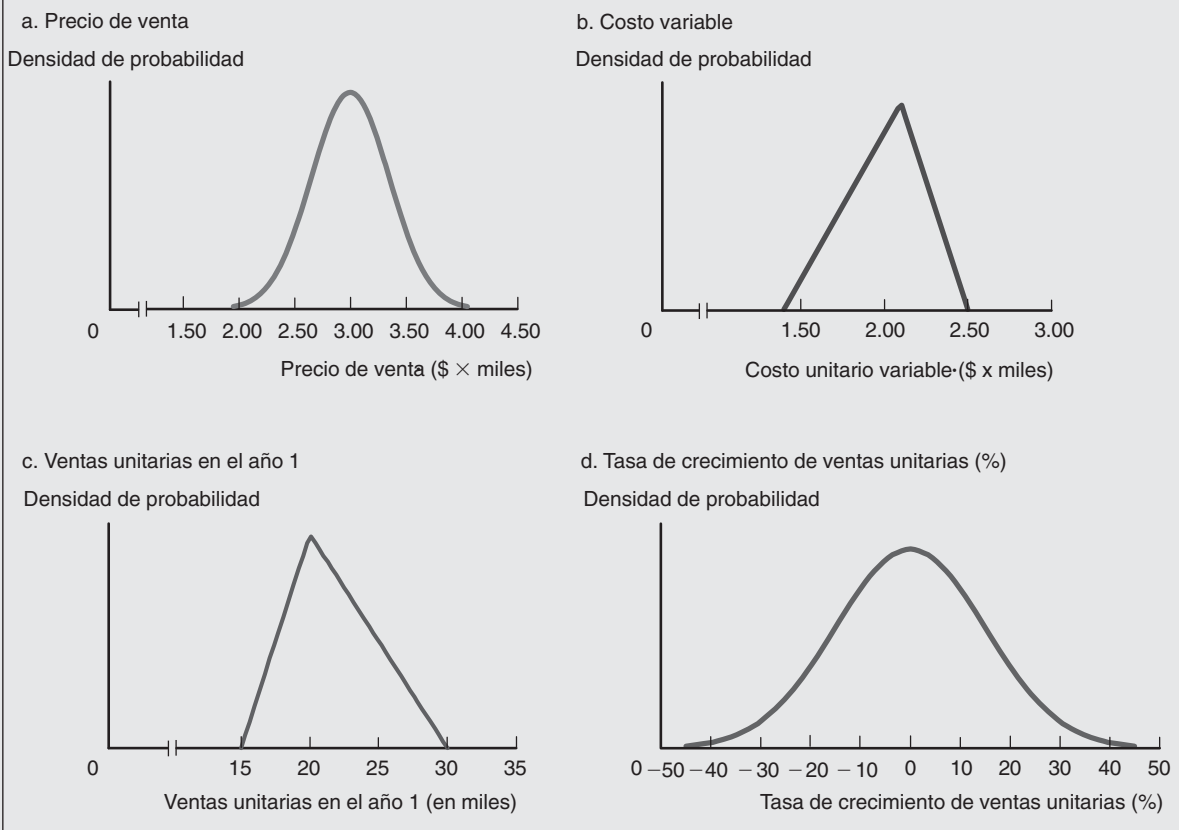 a. Precio de venta
Densidad de probabilidad
0 1.50 2.00 2.50 3.00 3.50 4.00 4.50
Precio de venta ($ × miles)
b. Costo variable
Densidad de probabilidad
0 1.50 2.00 2.50 3.00
Costo unitario variable·($ x miles)
c. Ventas unitarias en el año 1
Densidad de probabilidad
0 15 20 25 30 35
Ventas unitarias en el año 1 (en miles)
d. Tasa de crecimiento de ventas unitarias (%)
Densidad de probabilidad
0 −50 −40 −30 −20 −10 0 10 20 30 40 50
Tasa de crecimiento de ventas unitarias (%)